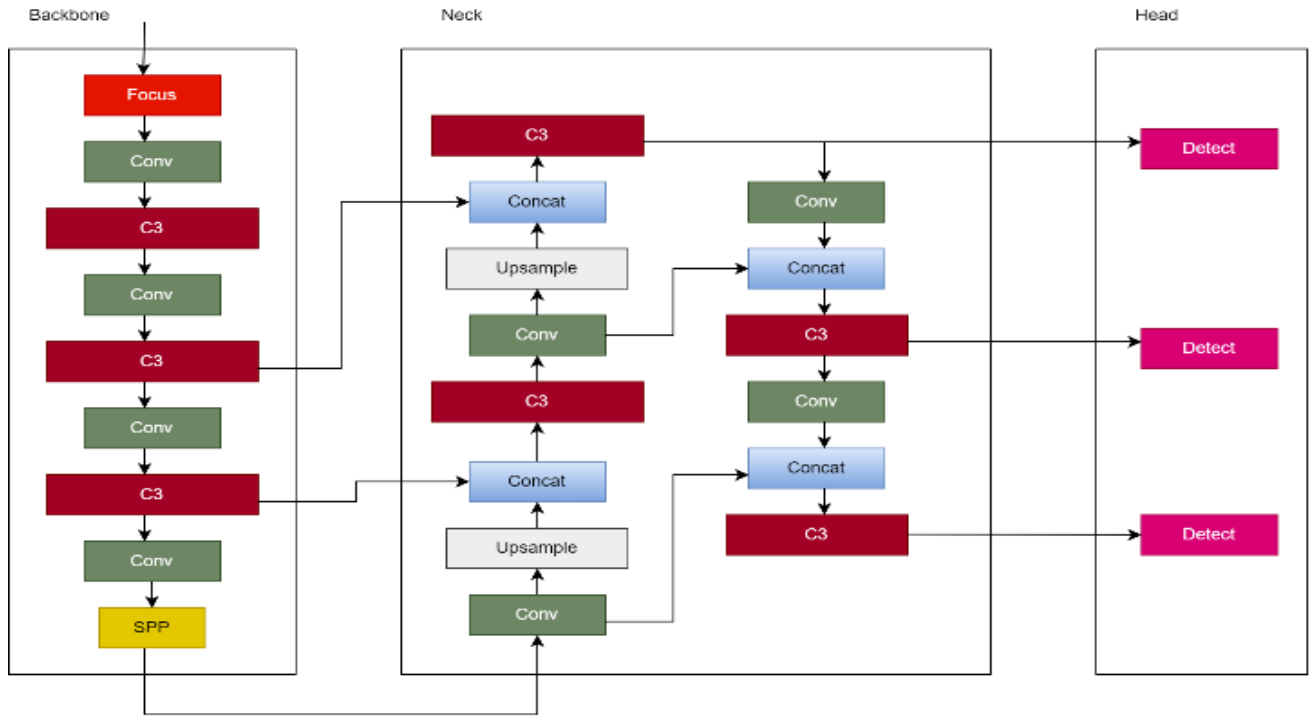 Backbone
Neck
Head
Focus
Conv
C3
Conv
C3
Conv
C3
Conv
SPP
C3
Concat
Upsample
Conv
C3
Concat
Upsample
Conv
Conv
Concat
C3
Conv
Concat
C3
Detect
Detect
Detect